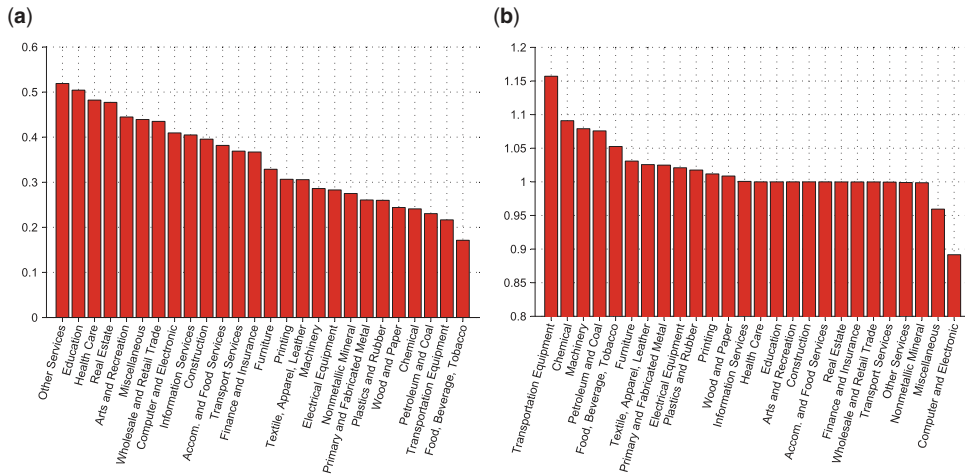 (a)
0.6
0.5
0.4
0.3
0.2
0.1
0
Other Services
Education
Health Care
Real Estate
Arts and Recreation
Miscellaneous
Wholesale and Retail Trade
Computer and Electronic
Information Services
Construction
Accom. and Food Services
Transport Services
Finance and Insurance
Furniture
Printing
Textile, Apparel, Leather
Machinery
Electrical Equipment
Nonmetallic Mineral
Primary and Fabricated Metal
Plastics and Rubber
Wood and Paper
Chemical
Petroleum and Coal
Transportation Equipment
Food, Beverage, Tobacco
(b)
1.2
1.15
1.1
1.05
1
0.95
0.9
0.85
0.8
Transportation Equipment
Chemical
Machinery
Petroleum and Coal
Food, Beverage, Tobacco
Furniture
Textile, Apparel, Leather
Primary and Fabricated Metal
Electrical Equipment
Plastics and Rubber
Printing
Wood and Paper
Information Services
Health Care
Education
Arts and Recreation
Construction
Accom. and Food Services
Real Estate
Finance and Insurance
Wholesale and Retail Trade
Transport Services
Other Services
Nonmetallic Mineral
Miscellaneous
Computer and Electronic